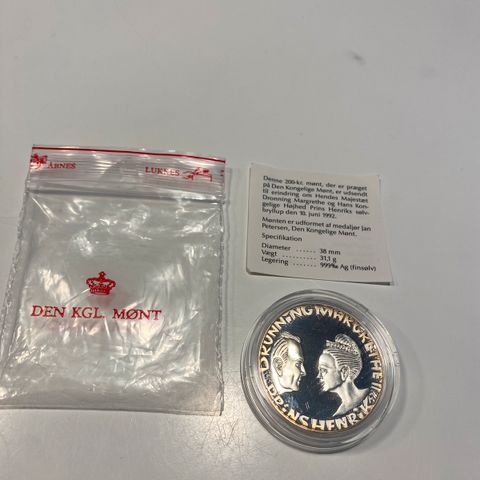 ÅBNES
LUKKES
DEN KGL. MØNT
Denne 200-kr. mønt, der er præget
på Den Kongelige Mønt, er udsendt
til erindring om Hendes Majestæt
Dronning Margrethe og Hans Kon-
gelige Højhed Prins Henriks sølv-
bryllup den 10. juni 1992.
Mønten er udformet af medaljør Jan
Petersen, Den Kongelige Mønt.
Specifikation
Diameter ...... 38 mm
Vægt ...... 31,1 g
Legering ...... 999‰ Ag (finsølv)
DRONNING MARGRETHE II
PRINS HENRIK